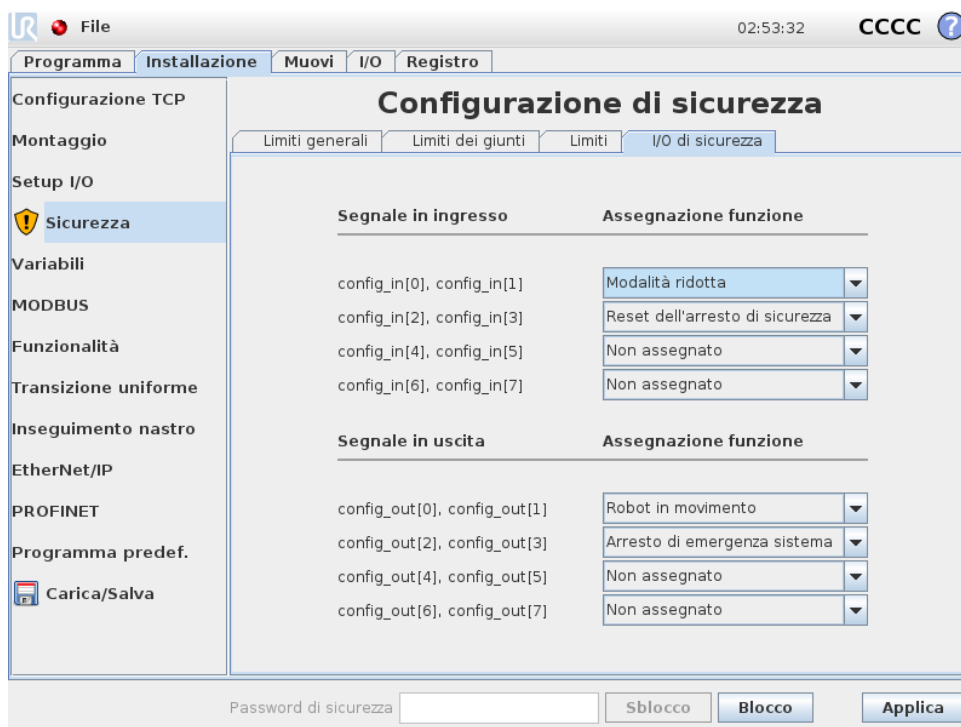 UR File 02:53:32 CCCC ?
Programma Installazione Muovi I/O Registro
Configurazione TCP
Montaggio
Setup I/O
Sicurezza
Variabili
MODBUS
Funzionalità
Transizione uniforme
Inseguimento nastro
EtherNet/IP
PROFINET
Programma predef.
Carica/Salva
Configurazione di sicurezza
Limiti generali Limiti dei giunti Limiti I/O di sicurezza
Segnale in ingresso Assegnazione funzione
config_in[0], config_in[1] Modalità ridotta
config_in[2], config_in[3] Reset dell'arresto di sicurezza
config_in[4], config_in[5] Non assegnato
config_in[6], config_in[7] Non assegnato
Segnale in uscita Assegnazione funzione
config_out[0], config_out[1] Robot in movimento
config_out[2], config_out[3] Arresto di emergenza sistema
config_out[4], config_out[5] Non assegnato
config_out[6], config_out[7] Non assegnato
Password di sicurezza Sblocco Blocco Applica